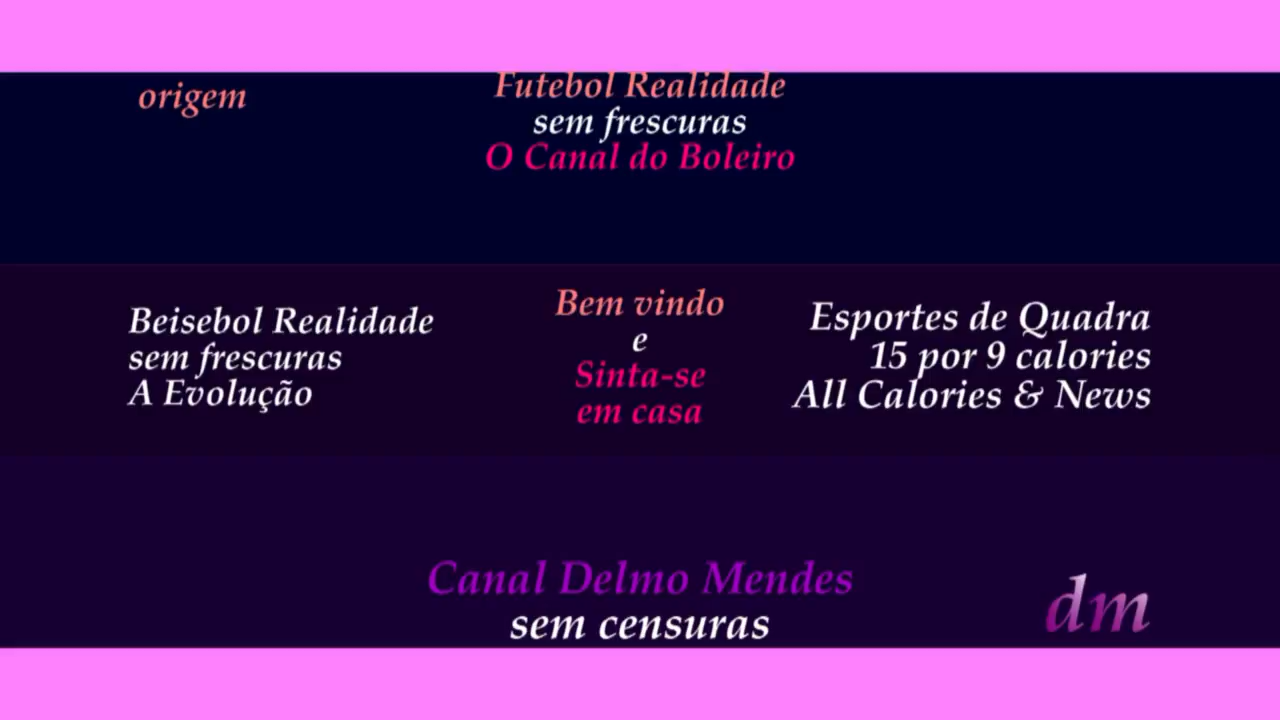 origem
Futebol Realidade
sem frescuras
O Canal do Boleiro
Beisebol Realidade
sem frescuras
A Evolução
Bem vindo
e
Sinta-se
em casa
Esportes de Quadra
15 por 9 calories
All Calories & News
Canal Delmo Mendes
sem censuras
dm